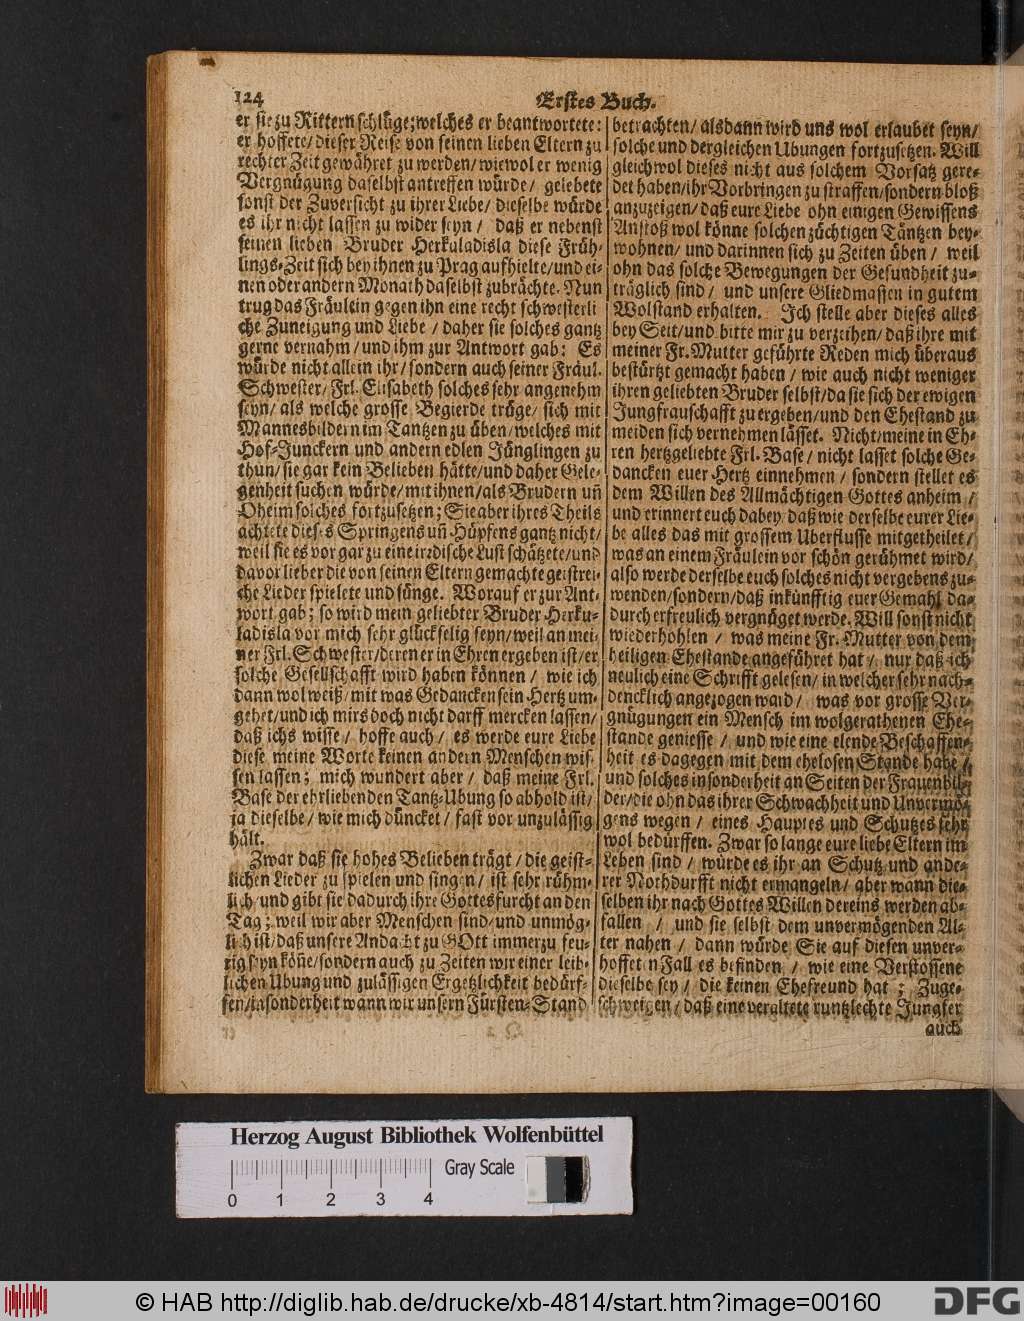 124
Erstes Buch.
er sie zu Rittern schlüge; welches er beantwortete:
er hoffete/ dieser Reise von seinen lieben Eltern zu
rechter Zeit gewähret zu werden/ wiewol er wenig
Vergnügung daselbst antreffen würde/ gelebete
sonst der Zuversicht zu ihrer Liebe/ dieselbe würde
es ihr nicht lassen zu wider seyn/ daß er nebenst
seinen lieben Bruder Herkuladisla diese Früh-
lings-Zeit sich bey ihnen zu Prag aufhielte/ und ei-
nen oder andern Monath daselbst zubrächte. Nun
trug das Fräulein gegen ihn eine recht schwesterli
che Zuneigung und Liebe/ daher sie solches gantz
gerne vernahm/ und ihm zur Antwort gab: Es
würde nicht allein ihr/ sondern auch seiner Fräul.
Schwester/ Frl. Elisabeth solches sehr angenehm
seyn/ als welche grosse Begierde trüge/ sich mit
Mannesbildern im Tantzen zu üben/ welches mit
Hof-Junckern und andern edlen Jünglingen zu
thun/ sie gar kein Belieben hätte/ und daher Gele-
genheit suchen würde/ mit ihnen/ als Brudern uñ
Oheim solches fortzusetzen; Sie aber ihres Theils
achtete dieses Springens uñ Hüpfens gantz nicht/
weil sie es vor gar zu eine irrdische Lust schätzete/ und
davor lieber die von seinen Eltern gemachte geistrei-
che Lieder spielete und sünge. Worauf er zur Ant-
wort gab; so wird mein geliebter Bruder Herku-
ladisla vor mich sehr glückselig seyn/ weil an mei-
ner Frl. Schwester/ deren er in Ehren ergeben ist/ er
solche Gesellschafft wird haben können/ wie ich
dann wol weiß/ mit was Gedancken sein Hertz um-
gehet/ und ich mirs doch nicht darff mercken lassen/
daß ichs wisse/ hoffe auch/ es werde eure Liebe
diese meine Worte keinen andern Menschen wis-
sen lassen; mich wundert aber/ daß meine Frl.
Base der ehrliebenden Tantz-Ubung so abhold ist/
ja dieselbe/ wie mich düncket/ fast vor unzulässig
hält.
Zwar daß sie hohes Belieben trägt/ die geist-
lichen Lieder zu spielen und singen/ ist sehr rühm-
lich/ und gibt sie dadurch ihre Gottesfurcht an den
Tag; weil wir aber Menschen sind/ und unmög-
lich ist/ daß unsere Andacht zu GOtt immerzu feu-
rig seyn köñe/ sondern auch zu Zeiten wir einer leib-
lichen Ubung und zulässigen Ergetzlichkeit bedürf-
fen/ insonderheit wann wir unsern Fürsten-Stand
betrachten/ alsdann wird uns wol erlaubet seyn/
solche und dergleichen Ubungen fortzusetzen. Will
gleichwol dieses nicht aus solchem Vorsatz gere-
det haben/ ihr Vorbringen zu straffen/ sondern bloß
anzuzeigen/ daß eure Liebe ohn einigen Gewissens
Anstoß wol könne solchen züchtigen Täntzen bey-
wohnen/ und darinnen sich zu Zeiten üben/ weil
ohn das solche Bewegungen der Gesundheit zu-
träglich sind/ und unsere Gliedmassen in gutem
Wolstand erhalten. Ich stelle aber dieses alles
bey Seit/ und bitte mir zu verzeihen/ daß ihre mit
meiner Fr. Mutter geführte Reden mich überaus
bestürtzt gemacht haben/ wie auch nicht weniger
ihren geliebten Bruder selbst/ da sie sich der ewigen
Jungfrauschafft zu ergeben/ und den Ehestand zu
meiden sich vernehmen lässet. Nicht/ meine in Eh-
ren hertzgeliebte Frl. Base/ nicht lasset solche Ge-
dancken euer Hertz einnehmen/ sondern stellet es
dem Willen des Allmächtigen Gottes anheim/
und erinnert euch dabey/ daß wie derselbe eurer Lie-
be alles das mit grossem Uberflusse mitgetheilet/
was an einem Fräulein vor schön gerühmet wird/
also werde derselbe euch solches nicht vergebens zu-
wenden/ sondern/ daß inkünfftig euer Gemahl da-
durch erfreulich vergnüget werde. Will sonst nicht
wiederhohlen/ was meine Fr. Mutter von dem
heiligen Ehestande angeführet hat/ nur daß ich
neulich eine Schrifft gelesen/ in welcher sehr nach-
dencklich angezogen ward/ was vor grosse Ver-
gnügungen ein Mensch im wolgerathenen Ehe-
stande geniesse/ und wie eine elende Beschaffen-
heit es dagegen mit dem ehelosen Stande habe/
und solches insonderheit an Seiten der Frauenbil-
der/ die ohn das ihrer Schwachheit und Unvermö-
gens wegen/ eines Hauptes und Schutzes sehr
wol bedürffen. Zwar so lange eure liebe Eltern im
Leben sind/ würde es ihr an Schutz und ande-
rer Nothdurfft nicht ermangeln/ aber wann die-
selben ihr nach Gottes Willen dereins werden ab-
fallen/ und sie selbst dem unvermögenden Al-
ter nahen/ dann würde Sie auf diesen unver-
hofften Fall es befinden/ wie eine Verstossene
dieselbe sey/ die keinen Ehefreund hat; Zuge-
schweigen/ daß eine veraltete runtzlechte Jungfer
auch
Herzog August Bibliothek Wolfenbüttel
Gray Scale
0 1 2 3 4
© HAB http://diglib.hab.de/drucke/xb-4814/start.htm?image=00160
DFG